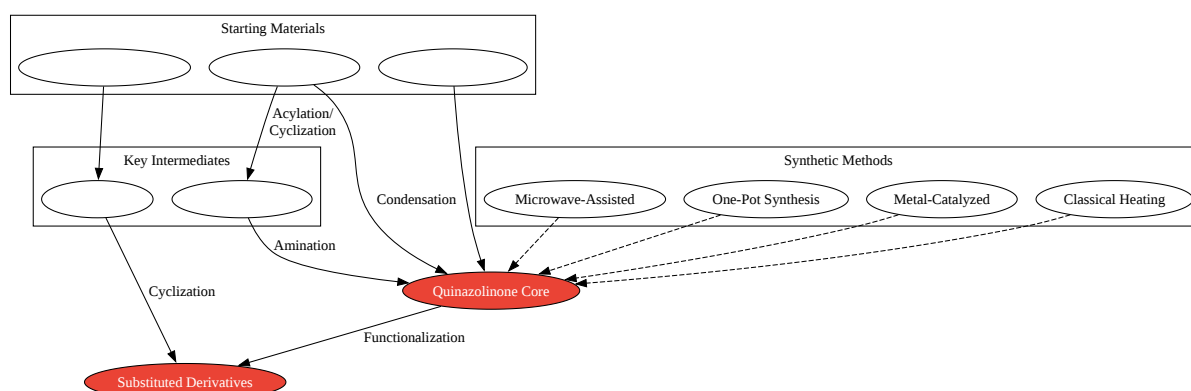 Starting Materials
Acylation/
Cyclization
Key Intermediates
Synthetic Methods
Microwave-Assisted
One-Pot Synthesis
Metal-Catalyzed
Classical Heating
Condensation
Amination
Cyclization
Quinazolinone Core
Functionalization
Substituted Derivatives